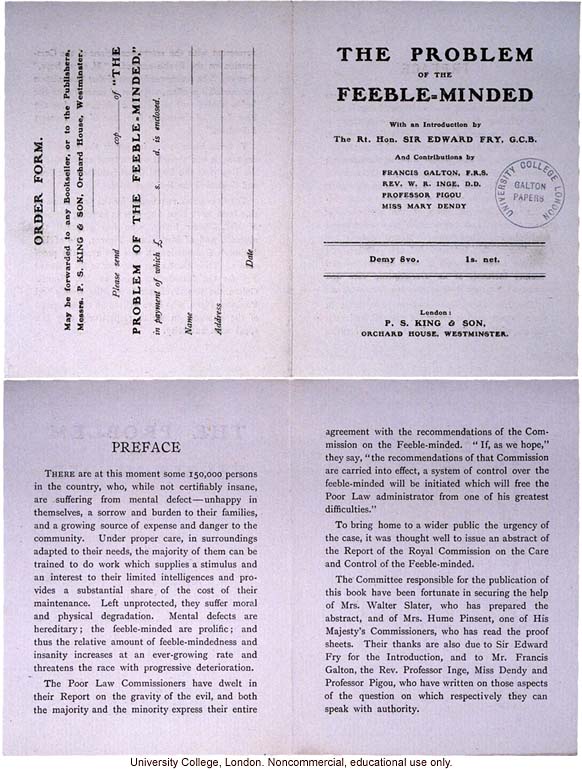 ORDER FORM.
May be forwarded to any Bookseller, or to the Publishers,
Messrs. P. S. KING & SON, Orchard House, Westminster.
Please send cop of "THE
PROBLEM OF THE FEEBLE-MINDED,"
in payment of which £ s. d. is enclosed.
Name
Address
Date
THE PROBLEM
OF THE
FEEBLE-MINDED
With an Introduction by
The Rt. Hon. SIR EDWARD FRY, G.C.B.
And Contributions by
FRANCIS GALTON, F.R.S.
REV. W. R. INGE, D.D.
PROFESSOR PIGOU
MISS MARY DENDY
UNIVERSITY COLLEGE LONDON
GALTON
PAPERS
Demy 8vo. 1s. net.
London:
P. S. KING & SON,
ORCHARD HOUSE, WESTMINSTER.
PREFACE
THERE are at this moment some 150,000 persons
in the country, who, while not certifiably insane,
are suffering from mental defect—unhappy in
themselves, a sorrow and burden to their families,
and a growing source of expense and danger to the
community. Under proper care, in surroundings
adapted to their needs, the majority of them can be
trained to do work which supplies a stimulus and
an interest to their limited intelligences and pro-
vides a substantial share of the cost of their
maintenance. Left unprotected, they suffer moral
and physical degradation. Mental defects are
hereditary; the feeble-minded are prolific; and
thus the relative amount of feeble-mindedness and
insanity increases at an ever-growing rate and
threatens the race with progressive deterioration.
The Poor Law Commissioners have dwelt in
their Report on the gravity of the evil, and both
the majority and the minority express their entire
agreement with the recommendations of the Com-
mission on the Feeble-minded. "If, as we hope,"
they say, "the recommendations of that Commission
are carried into effect, a system of control over the
feeble-minded will be initiated which will free the
Poor Law administrator from one of his greatest
difficulties."
To bring home to a wider public the urgency of
the case, it was thought well to issue an abstract of
the Report of the Royal Commission on the Care
and Control of the Feeble-minded.
The Committee responsible for the publication of
this book have been fortunate in securing the help
of Mrs. Walter Slater, who has prepared the
abstract, and of Mrs. Hume Pinsent, one of His
Majesty's Commissioners, who has read the proof
sheets. Their thanks are also due to Sir Edward
Fry for the Introduction, and to Mr. Francis
Galton, the Rev. Professor Inge, Miss Dendy and
Professor Pigou, who have written on those aspects
of the question on which respectively they can
speak with authority.
University College, London. Noncommercial, educational use only.